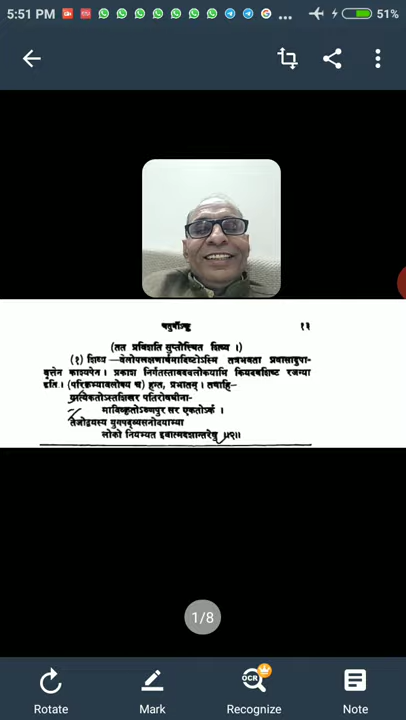 5:51 PM ... 51%
चतुर्थोऽङ्कः १३
(ततः प्रविशति सुप्तोत्थितः शिष्यः ।)
(१) शिष्यः—वेलोपलक्षणार्थमादिष्टोऽस्मि तत्रभवता प्रवासादुपा-
वृत्तेन काश्यपेन । प्रकाशं निर्गतस्तावदवलोकयामि कियदवशिष्टं रजन्या
इति । (परिक्रम्यावलोक्य च) हन्त, प्रभातम् । तथाहि—
यात्येकतोऽस्तशिखरं पतिरोषधीना-
माविष्कृतोऽरुणपुरःसर एकतोऽर्कः ।
तेजोद्वयस्य युगपद्व्यसनोदयाभ्यां
लोको नियम्यत इवात्मदशान्तरेषु ॥२॥
1/8
Rotate Mark OCR Recognize Note